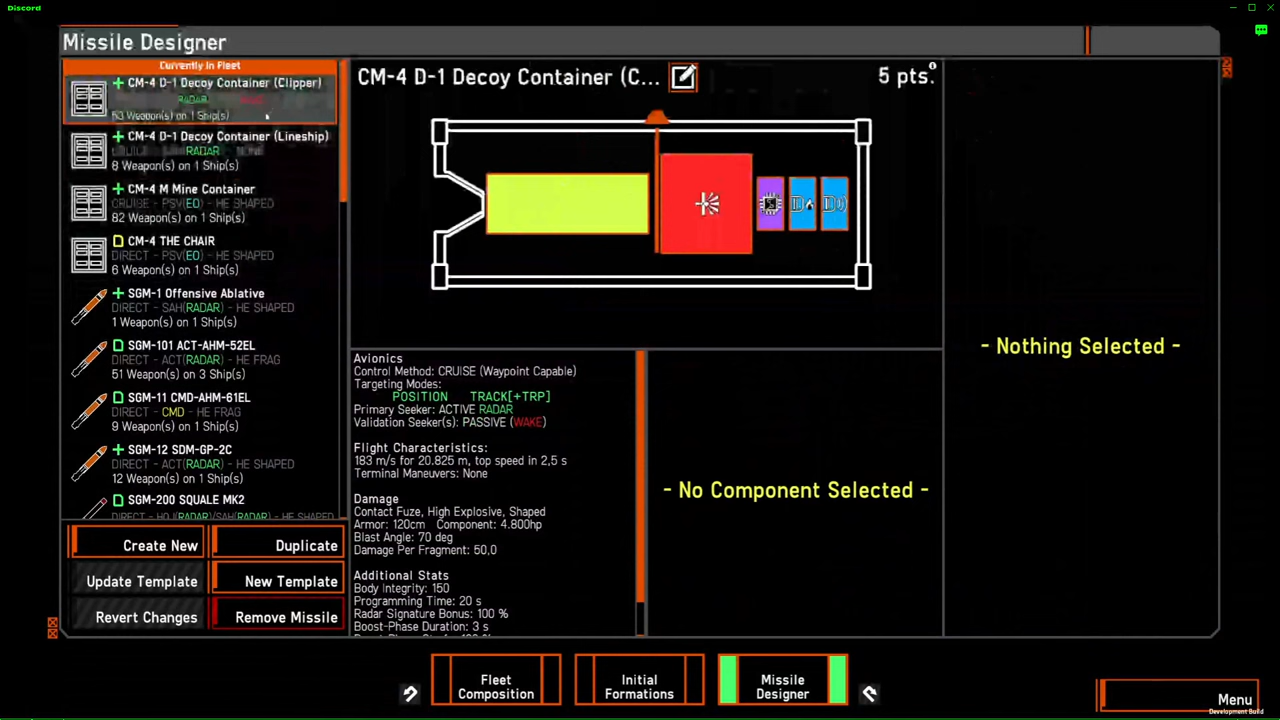 Discord
Missile Designer
Currently In Fleet
CM-4 D-1 Decoy Container (Clipper)
RADAR
53 Weapon(s) on 1 Ship(s)
CM-4 D-1 Decoy Container (Lineship)
RADAR
8 Weapon(s) on 1 Ship(s)
CM-4 M Mine Container
CRUISE - PSV(EO) - HE SHAPED
82 Weapon(s) on 1 Ship(s)
CM-4 THE CHAIR
DIRECT - PSV(EO) - HE SHAPED
6 Weapon(s) on 1 Ship(s)
SGM-1 Offensive Ablative
DIRECT - SAH(RADAR) - HE SHAPED
1 Weapon(s) on 1 Ship(s)
SGM-101 ACT-AHM-52EL
DIRECT - ACT(RADAR) - HE FRAG
51 Weapon(s) on 3 Ship(s)
SGM-11 CMD-AHM-61EL
DIRECT - CMD - HE FRAG
9 Weapon(s) on 1 Ship(s)
SGM-12 SDM-GP-2C
DIRECT - ACT(RADAR) - HE SHAPED
12 Weapon(s) on 1 Ship(s)
SGM-200 SQUALE MK2
DIRECT - HOJ(RADAR)/SAH(RADAR) - HE SHAPED
Create New
Duplicate
Update Template
New Template
Revert Changes
Remove Missile
CM-4 D-1 Decoy Container (C...
5 pts.
Avionics
Control Method: CRUISE (Waypoint Capable)
Targeting Modes:
POSITION TRACK[+TRP]
Primary Seeker: ACTIVE RADAR
Validation Seeker(s): PASSIVE (WAKE)
Flight Characteristics:
183 m/s for 20.825 m, top speed in 2,5 s
Terminal Maneuvers: None
Damage
Contact Fuze, High Explosive, Shaped
Armor: 120cm Component: 4.800hp
Blast Angle: 70 deg
Damage Per Fragment: 50,0
Additional Stats
Body Integrity: 150
Programming Time: 20 s
Radar Signature Bonus: 100 %
Boost-Phase Duration: 3 s
- No Component Selected -
- Nothing Selected -
Fleet Composition
Initial Formations
Missile Designer
Menu
Development Build